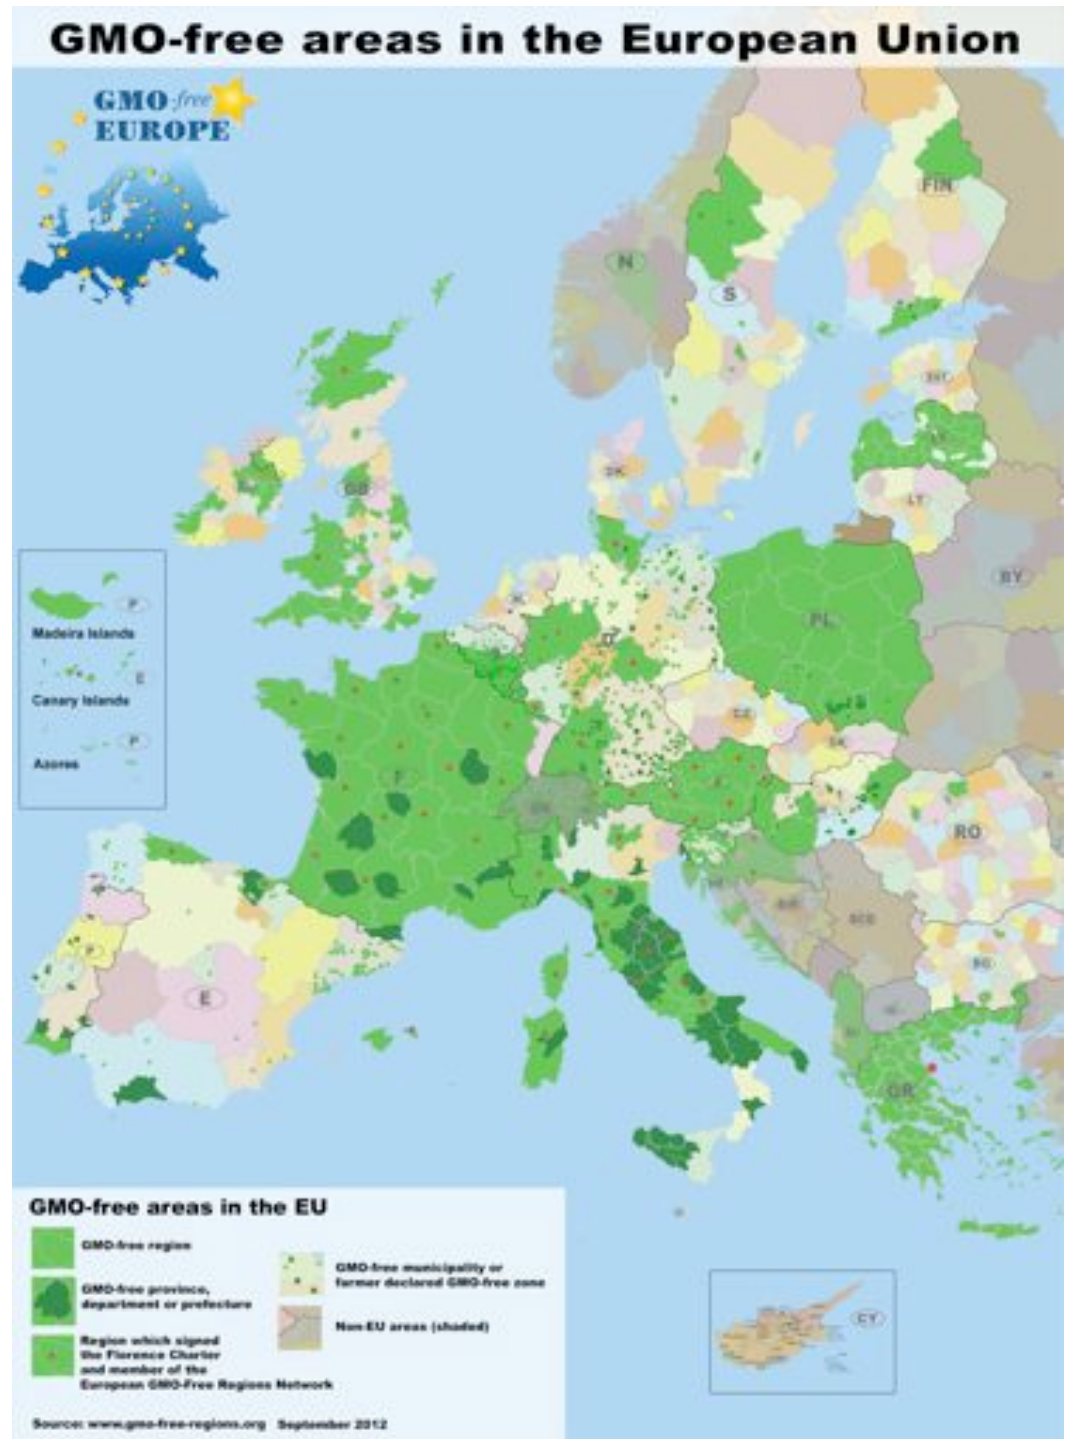 GMO-free areas in the European Union
GMO-free
EUROPE
FIN
N
S
EST
DK
LT
GB
BY
PL
P
Madeira Islands
E
Canary Islands
P
Azores
CZ
SK
F
RO
BG
P
E
GR
GMO-free areas in the EU
GMO-free region
GMO-free province,
department or prefecture
Region which signed
the Florence Charter
and member of the
European GMO-Free Regions Network
GMO-free municipality or
farmer declared GMO-free zone
Non-EU areas (shaded)
CY
Source: www.gmo-free-regions.org September 2012